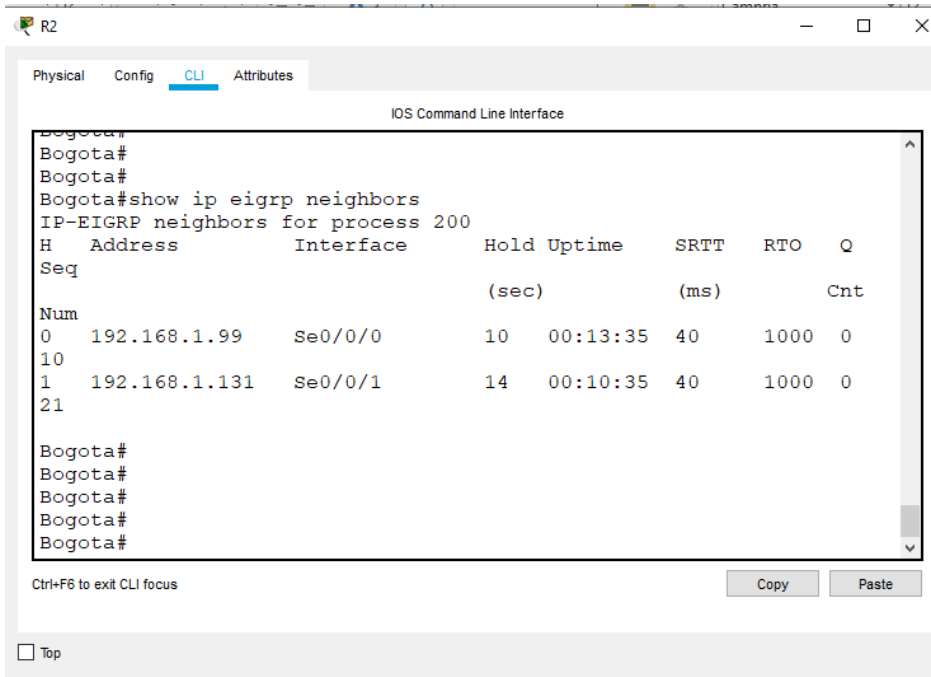 R2
Physical Config CLI Attributes
IOS Command Line Interface
Bogota#
Bogota#
Bogota#
Bogota#show ip eigrp neighbors
IP-EIGRP neighbors for process 200
H Address Interface Hold Uptime SRTT RTO Q
Seq
(sec) (ms) Cnt
Num
0 192.168.1.99 Se0/0/0 10 00:13:35 40 1000 0
10
1 192.168.1.131 Se0/0/1 14 00:10:35 40 1000 0
21
Bogota#
Bogota#
Bogota#
Bogota#
Bogota#
Ctrl+F6 to exit CLI focus
Copy Paste
Top